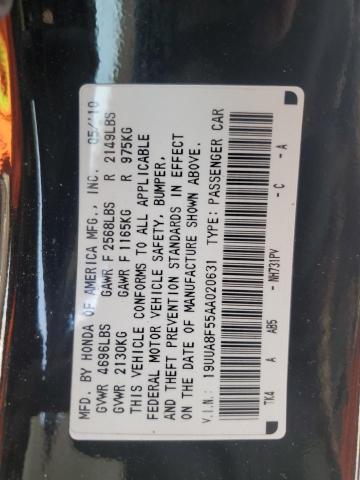 MFD. BY HONDA OF AMERICA MFG., INC. 05/10
GVWR 4696LBS GAWR F 2568LBS R 2149LBS
GVWR 2130KG GAWR F 1165KG R 975KG
THIS VEHICLE CONFORMS TO ALL APPLICABLE
FEDERAL MOTOR VEHICLE SAFETY, BUMPER,
AND THEFT PREVENTION STANDARDS IN EFFECT
ON THE DATE OF MANUFACTURE SHOWN ABOVE.
V.I.N.: 19UUA8F55AA020631 TYPE: PASSENGER CAR
TK4 A AB5 - NH731PV - C - A